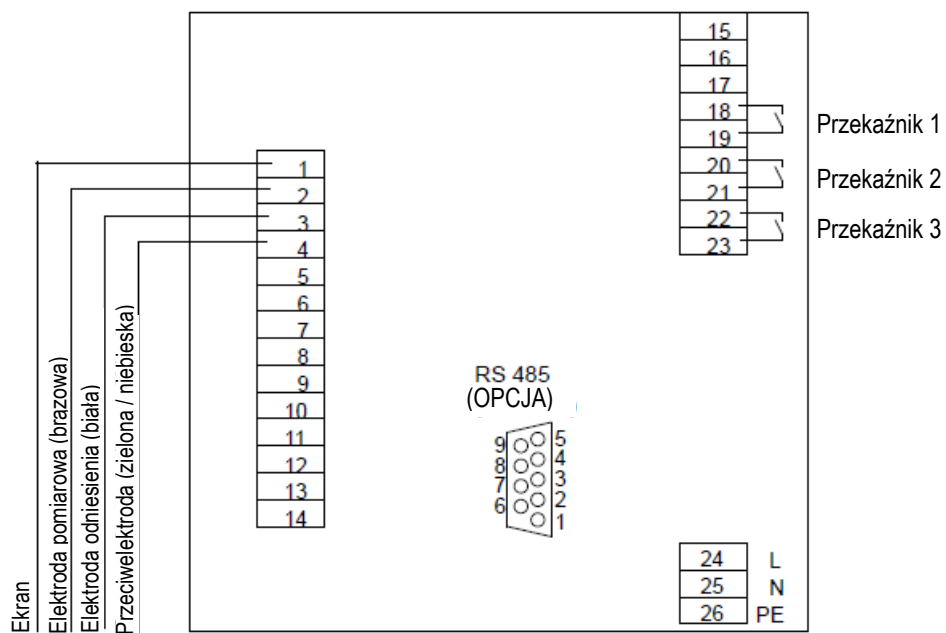 Ekran
Elektroda pomiarowa (brazowa)
Elektroda odniesienia (biała)
Przeciwelektroda (zielona / niebieska)
1
2
3
4
5
6
7
8
9
10
11
12
13
14
15
16
17
18
19
20
21
22
23
Przekaźnik 1
Przekaźnik 2
Przekaźnik 3
RS 485
(OPCJA)
9
8
7
6
5
4
3
2
1
24 L
25 N
26 PE